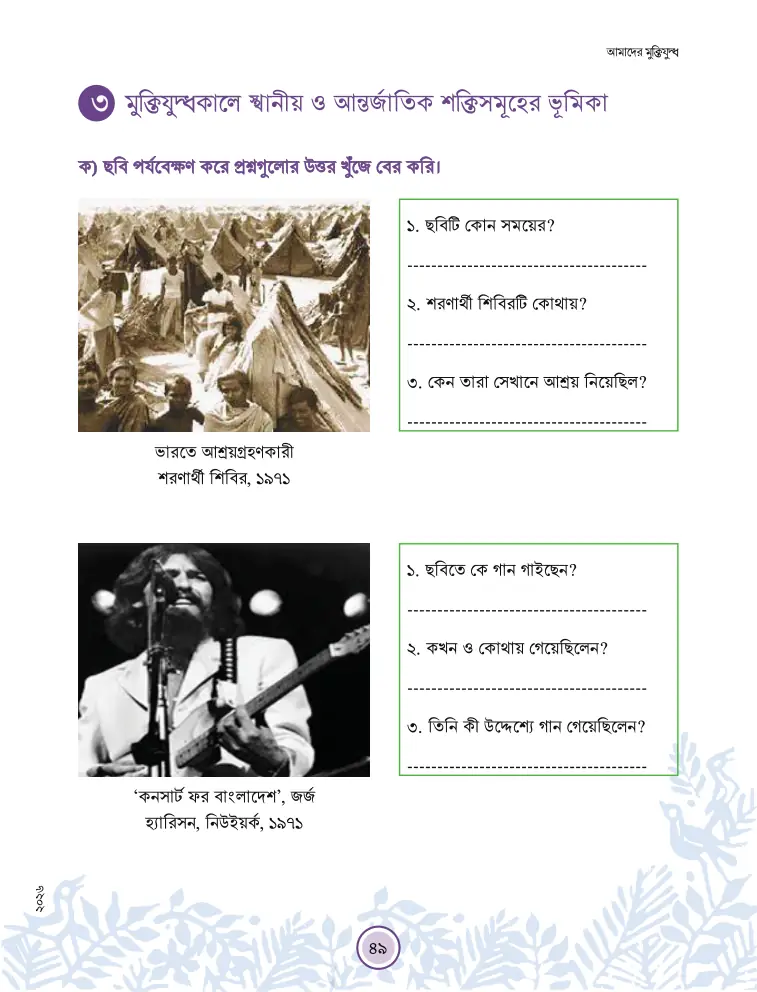 আমাদের মুক্তিযুদ্ধ
৩ মুক্তিযুদ্ধকালে স্থানীয় ও আন্তর্জাতিক শক্তিসমূহের ভূমিকা
ক) ছবি পর্যবেক্ষণ করে প্রশ্নগুলোর উত্তর খুঁজে বের করি।
১. ছবিটি কোন সময়ের?
----------------------------------------
২. শরণার্থী শিবিরটি কোথায়?
----------------------------------------
৩. কেন তারা সেখানে আশ্রয় নিয়েছিল?
----------------------------------------
ভারতে আশ্রয়গ্রহণকারী
শরণার্থী শিবির, ১৯৭১
১. ছবিতে কে গান গাইছেন?
----------------------------------------
২. কখন ও কোথায় গেয়েছিলেন?
----------------------------------------
৩. তিনি কী উদ্দেশ্যে গান গেয়েছিলেন?
----------------------------------------
‘কনসার্ট ফর বাংলাদেশ’, জর্জ
হ্যারিসন, নিউইয়র্ক, ১৯৭১
২০২৬
৪৯